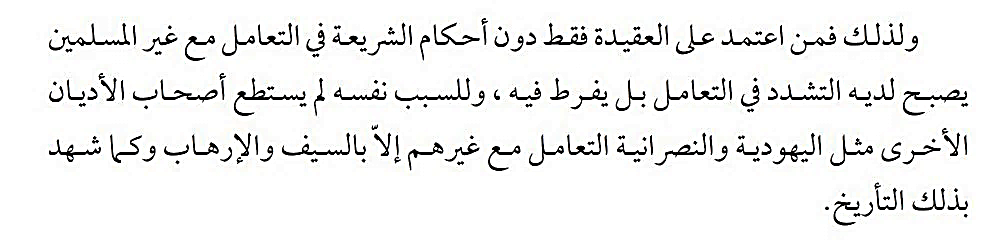 ولذلك فمن اعتمد على العقيدة فقط دون أحكام الشريعة في التعامل مع غير المسلمين
يصبح لديه التشدد في التعامل بل يفرط فيه ، وللسبب نفسه لم يستطع أصحاب الأديان
الأخرى مثل اليهودية والنصرانية التعامل مع غيرهم إلاّ بالسيف والإرهاب وكما شهد
بذلك التأريخ.